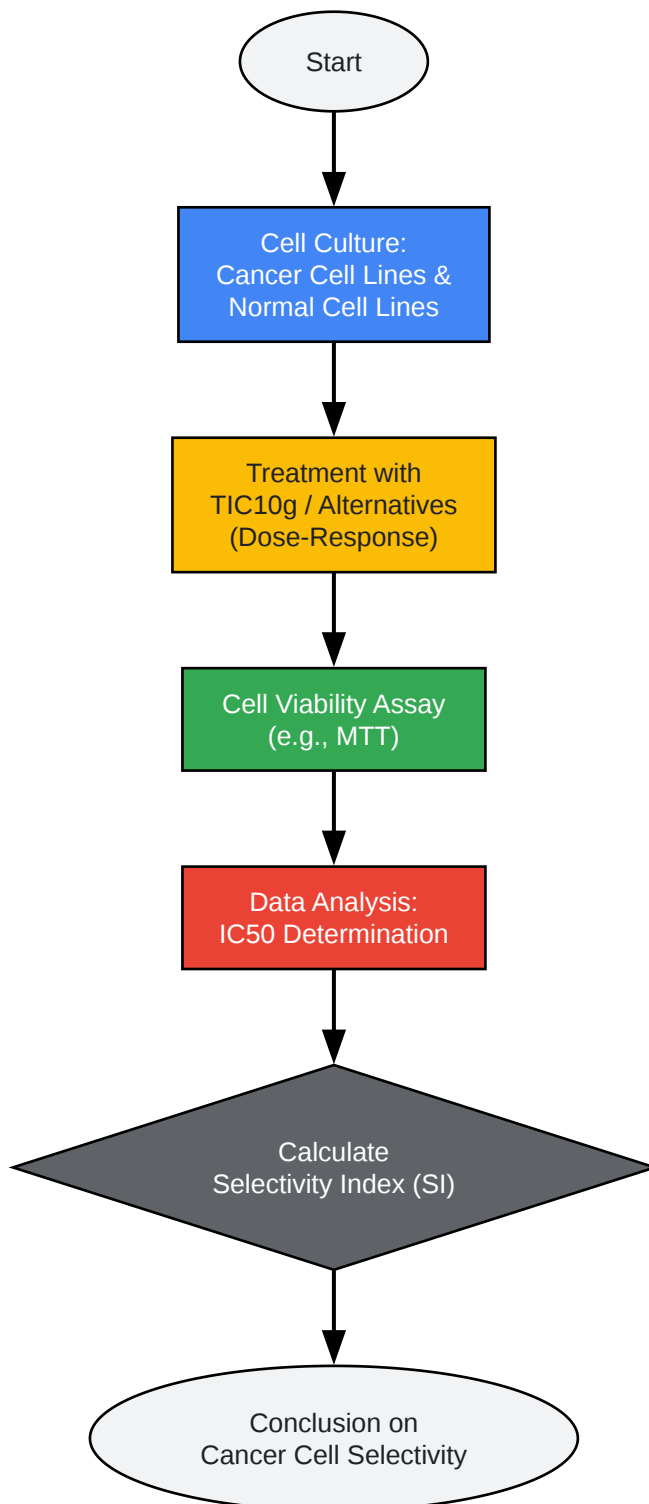 Start
Cell Culture:
Cancer Cell Lines &
Normal Cell Lines
Treatment with
TIC10g / Alternatives
(Dose-Response)
Cell Viability Assay
(e.g., MTT)
Data Analysis:
IC50 Determination
Calculate
Selectivity Index (SI)
Conclusion on
Cancer Cell Selectivity